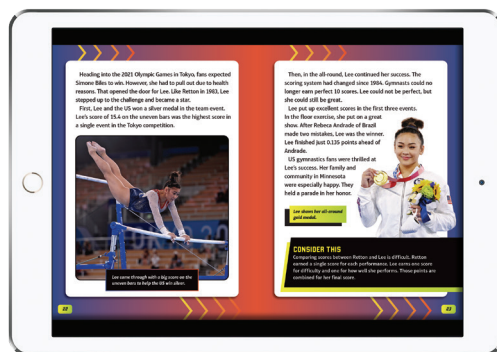 Heading into the 2021 Olympic Games in Tokyo, fans expected
Simone Biles to win. However, she had to pull out due to health
reasons. That opened the door for Lee. Like Retton in 1983, Lee
stepped up to the challenge and became a star.
First, Lee and the US won a silver medal in the team event.
Lee's score of 15.4 on the uneven bars was the highest score in
a single event in the Tokyo competition.
Lee came through with a big score on the
uneven bars to help the US win silver.
22
Then, in the all-round, Lee continued her success. The
scoring system had changed since 1984. Gymnasts could no
longer earn perfect 10 scores. Lee could not be perfect, but
she could still be great.
Lee put up excellent scores in the first three events.
In the floor exercise, she put on a great
show. After Rebeca Andrade of Brazil
made two mistakes, Lee was the winner.
Lee finished just 0.135 points ahead of
Andrade.
US gymnastics fans were thrilled at
Lee's success. Her family and
community in Minnesota
were especially happy. They
held a parade in her honor.
Lee shows her all-around
gold medal.
CONSIDER THIS
Comparing scores between Retton and Lee is difficult. Retton
earned a single score for each performance. Lee earns one score
for difficulty and one for how well she performs. Those points are
combined for her final score.
23